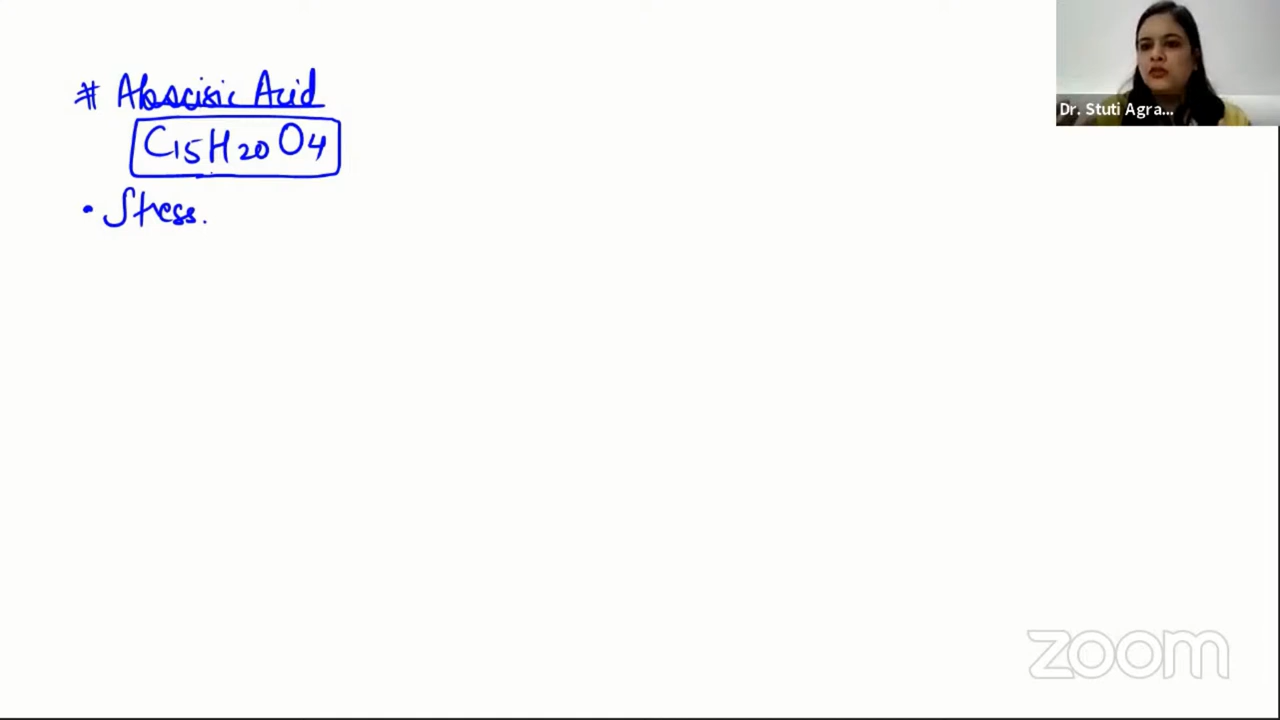 # Abscisic Acid
C15H20O4
• Stress.
Dr. Stuti Agra...
zoom